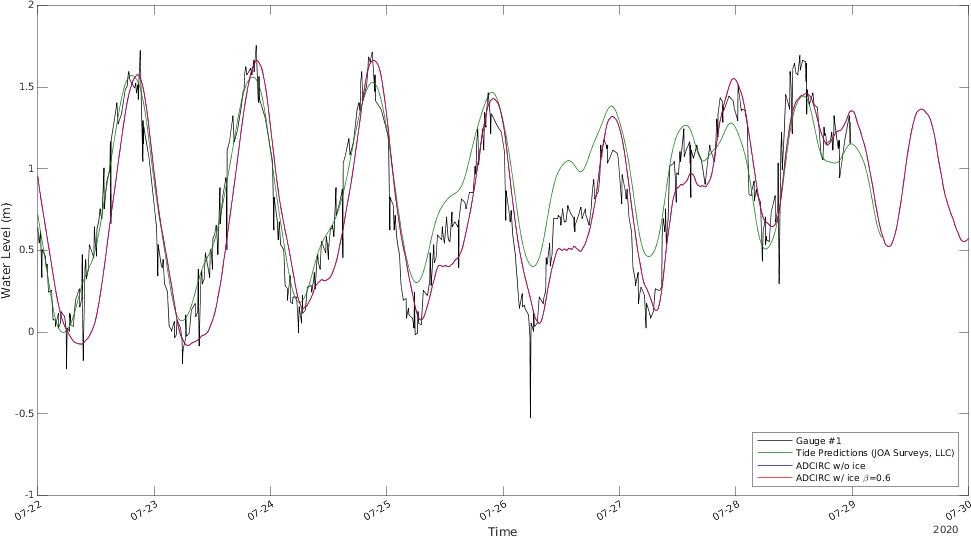 2
1.5
1
0.5
0
-0.5
-1
Water Level (m)
Gauge #1
Tide Predictions (JOA Surveys, LLC)
ADCIRC w/o ice
ADCIRC w/ ice β=0.6
07-22
07-23
07-24
07-25
07-26
07-27
07-28
07-29
07-30
Time
2020